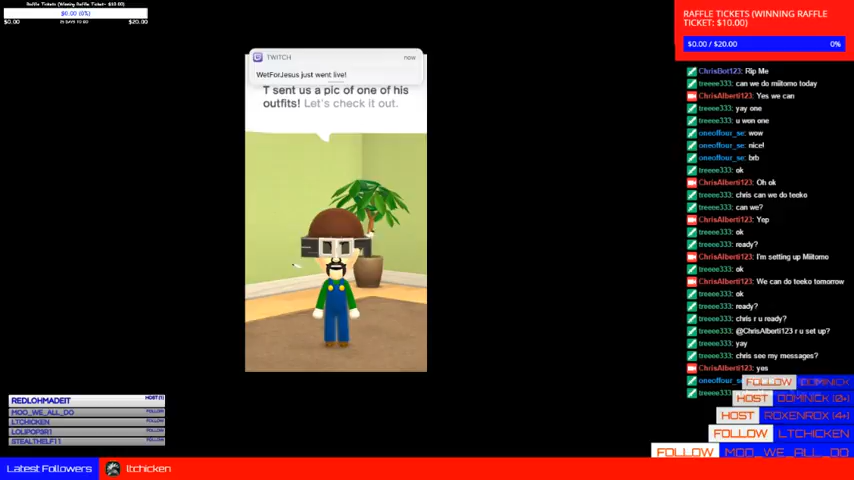 Raffle Tickets (Winning Raffle Ticket: $10.00)
$0.00 (0%)
$0.00
$20.00
TWITCH
now
WetForJesus just went live!
T sent us a pic of one of his
outfits! Let's check it out.
RAFFLE TICKETS (WINNING RAFFLE
TICKET: $10.00)
$0.00 / $20.00
0%
ChrisBot123: Rip Me
treeee333: can we do miitomo today
ChrisAlberti123: Yes we can
treeee333: yay one
treeee333: u won one
oneoffour_se: wow
oneoffour_se: nice!
oneoffour_se: brb
treeee333: ok
ChrisAlberti123: Oh ok
treeee333: chris can we do teeko
treeee333: can we?
ChrisAlberti123: Yep
treeee333: ok
treeee333: ready?
ChrisAlberti123: I'm setting up Miitomo
treeee333: ok
ChrisAlberti123: We can do teeko tomorrow
treeee333: ok
treeee333: ready?
treeee333: chris r u ready?
treeee333: @ChrisAlberti123 r u set up?
treeee333: yay
treeee333: chris see my messages?
ChrisAlberti123: yes
oneoffour_s
treeee333:
FOLLOW DOMINICK
HOST DOMINICK (0+)
HOST ROXENROX (4+)
FOLLOW LTCHICKEN
FOLLOW MOO_WE_ALL_DO
REDLOHMADEIT HOST (1)
MOO_WE_ALL_DO FOLLOW
LTCHICKEN FOLLOW
LOLIPOP3R1 FOLLOW
STEALTHELF11 FOLLOW
Latest Followers
ltchicken